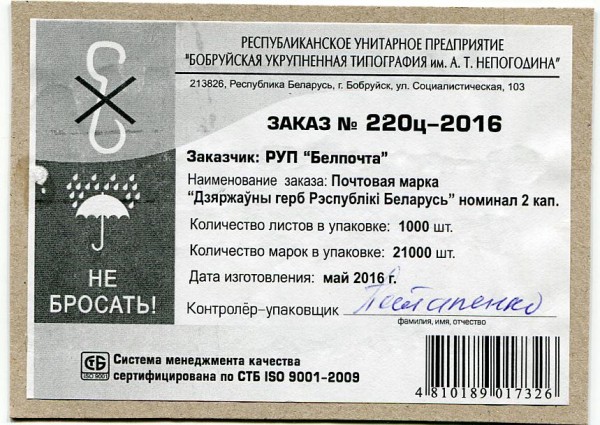 РЕСПУБЛИКАНСКОЕ УНИТАРНОЕ ПРЕДПРИЯТИЕ
"БОБРУЙСКАЯ УКРУПНЕННАЯ ТИПОГРАФИЯ им. А. Т. НЕПОГОДИНА"
213826, Республика Беларусь, г. Бобруйск, ул. Социалистическая, 103
ЗАКАЗ № 220ц–2016
Заказчик: РУП "Белпочта"
Наименование заказа: Почтовая марка
"Дзяржаўны герб Рэспублікі Беларусь" номинал 2 кап.
Количество листов в упаковке: 1000 шт.
Количество марок в упаковке: 21000 шт.
Дата изготовления: май 2016 г.
Контролёр–упаковщик Потапенко
фамилия, имя, отчество
НЕ
БРОСАТЬ!
СТБ
ISO 9001
Система менеджмента качества
сертифицирована по СТБ ISO 9001–2009
4 810189 017326